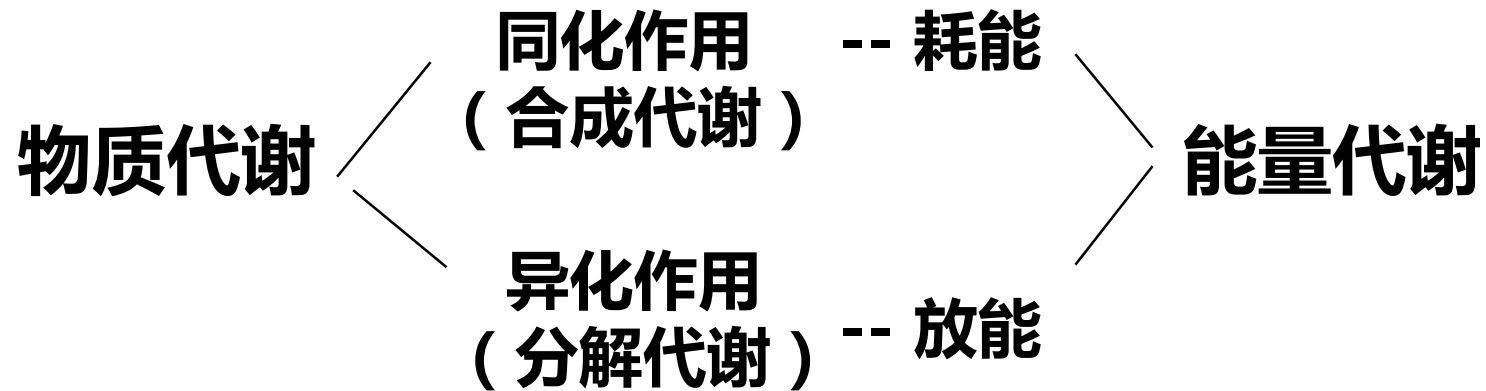 同化作用 -- 耗能
（合成代谢）
物质代谢
能量代谢
异化作用
（分解代谢） -- 放能